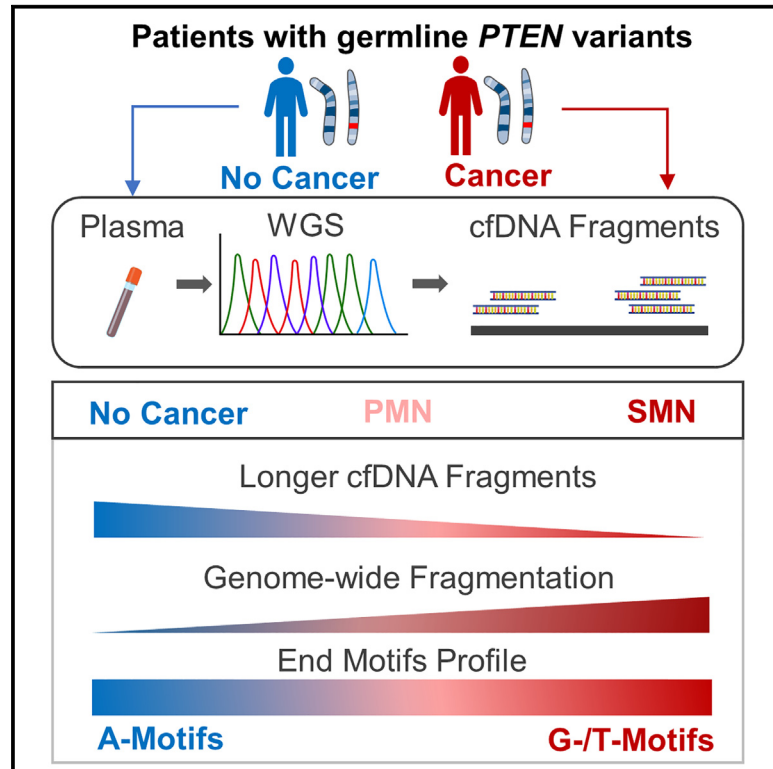 Patients with germline PTEN variants
No Cancer
Cancer
Plasma
WGS
cfDNA Fragments
No Cancer
PMN
SMN
Longer cfDNA Fragments
Genome-wide Fragmentation
End Motifs Profile
A-Motifs
G-/T-Motifs